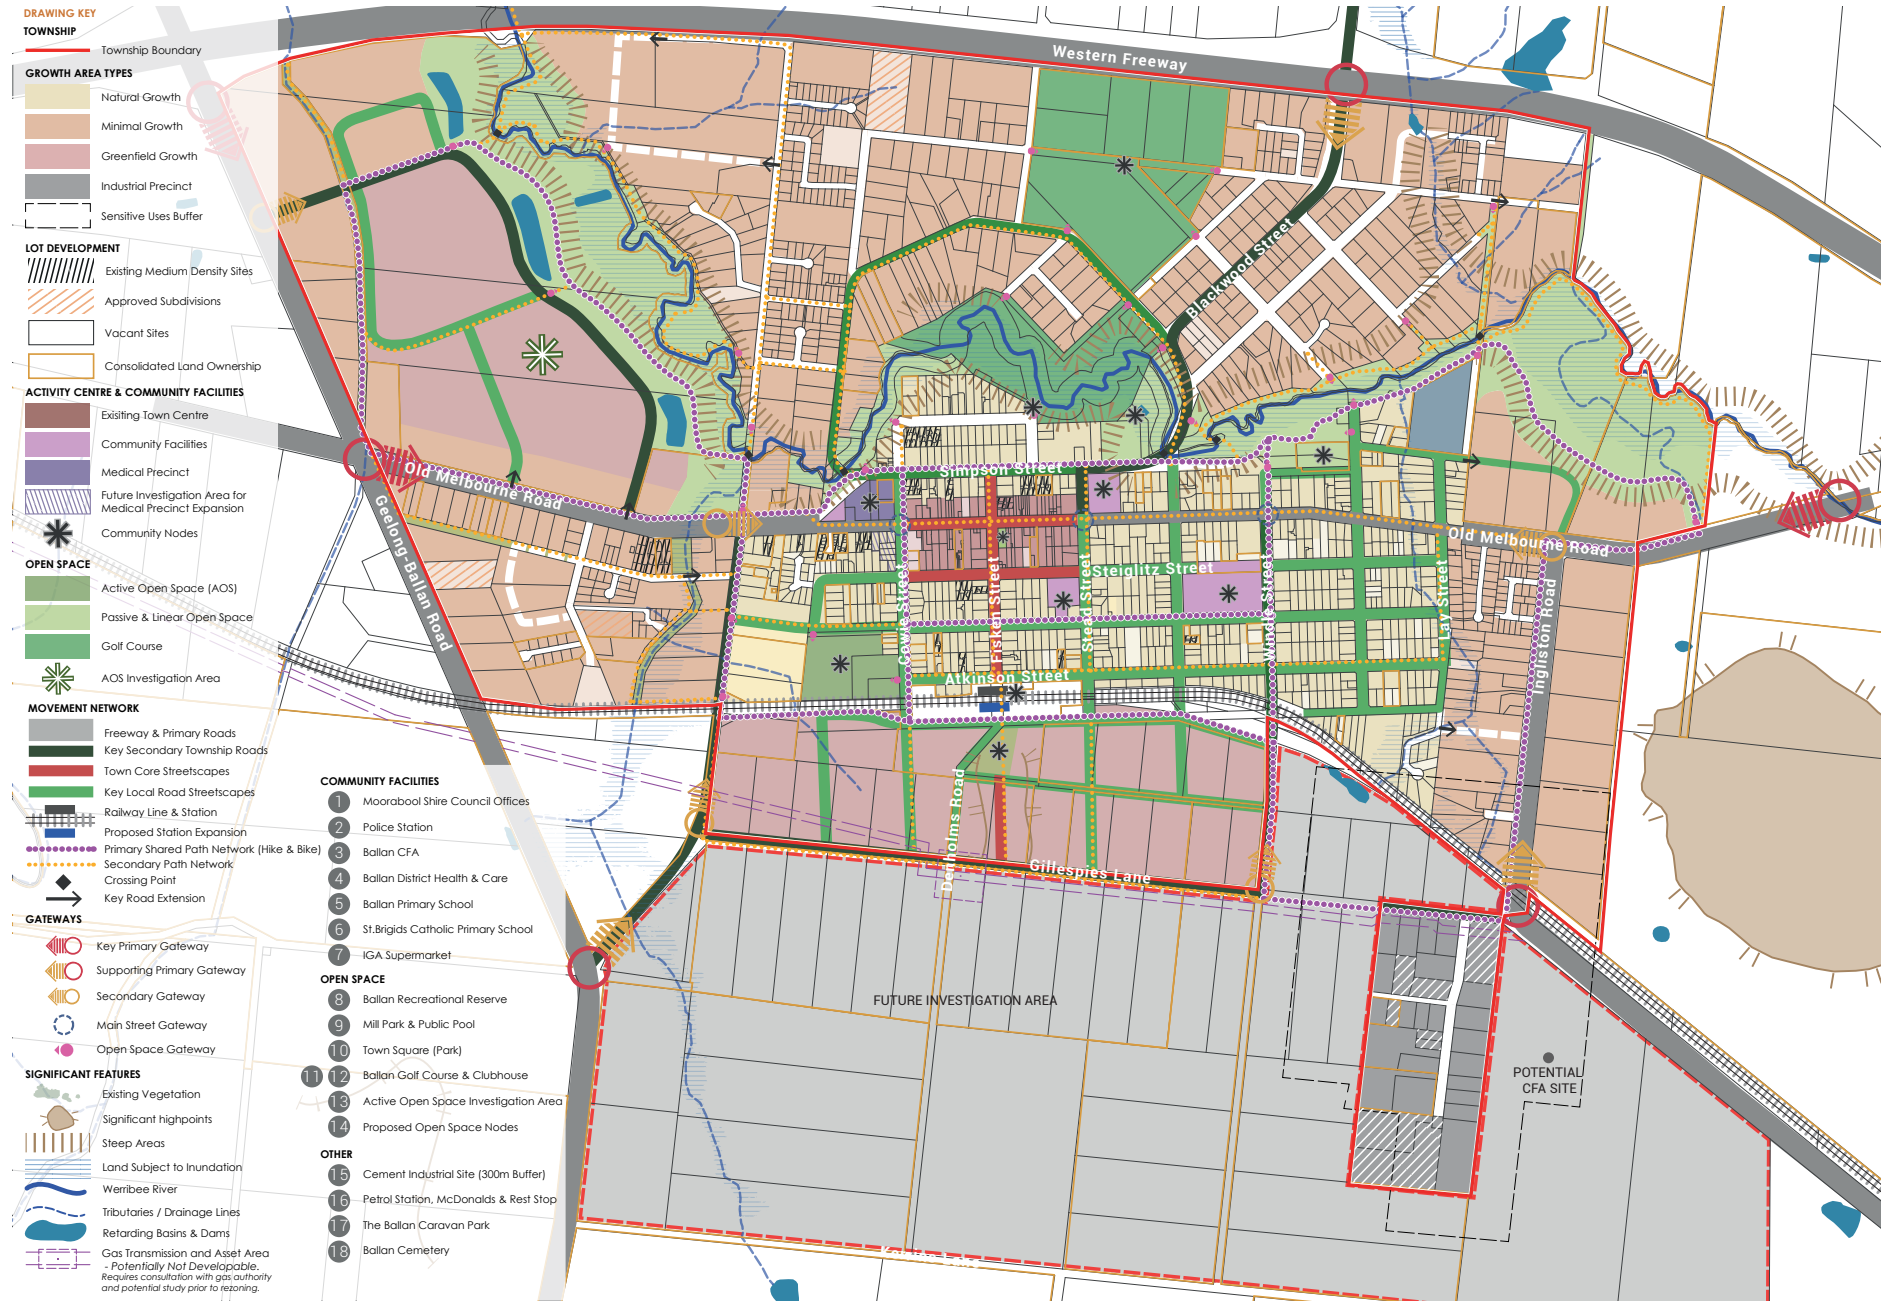 DRAWING KEY
TOWNSHIP
Township Boundary
GROWTH AREA TYPES
Natural Growth
Minimal Growth
Greenfield Growth
Industrial Precinct
Sensitive Uses Buffer
LOT DEVELOPMENT
Existing Medium Density Sites
Approved Subdivisions
Vacant Sites
Consolidated Land Ownership
ACTIVITY CENTRE & COMMUNITY FACILITIES
Exisiting Town Centre
Community Facilities
Medical Precinct
Future Investigation Area for
Medical Precinct Expansion
Community Nodes
OPEN SPACE
Active Open Space (AOS)
Passive & Linear Open Space
Golf Course
AOS Investigation Area
MOVEMENT NETWORK
Freeway & Primary Roads
Key Secondary Township Roads
Town Core Streetscapes
Key Local Road Streetscapes
Railway Line & Station
Proposed Station Expansion
Primary Shared Path Network (Hike & Bike)
Secondary Path Network
Crossing Point
Key Road Extension
GATEWAYS
Key Primary Gateway
Supporting Primary Gateway
Secondary Gateway
Main Street Gateway
Open Space Gateway
SIGNIFICANT FEATURES
Existing Vegetation
Significant highpoints
Steep Areas
Land Subject to Inundation
Werribee River
Tributaries / Drainage Lines
Retarding Basins & Dams
Gas Transmission and Asset Area
- Potentially Not Developable.
Requires consultation with gas authority
and potential study prior to rezoning.
COMMUNITY FACILITIES
1 Moorabool Shire Council Offices
2 Police Station
3 Ballan CFA
4 Ballan District Health & Care
5 Ballan Primary School
6 St.Brigids Catholic Primary School
7 IGA Supermarket
OPEN SPACE
8 Ballan Recreational Reserve
9 Mill Park & Public Pool
10 Town Square (Park)
11 12 Ballan Golf Course & Clubhouse
13 Active Open Space Investigation Area
14 Proposed Open Space Nodes
OTHER
15 Cement Industrial Site (300m Buffer)
16 Petrol Station, McDonalds & Rest Stop
17 The Ballan Caravan Park
18 Ballan Cemetery
Western Freeway
Blackwood Street
Simpson Street
Old Melbourne Road
Geelong-Ballan Road
Old Melbourne Road
Steiglitz Street
Fisken Street
Stead Street
Lay Street
Ingliston Road
Atkinson Street
Denholms Road
Gillespies Lane
FUTURE INVESTIGATION AREA
POTENTIAL
CFA SITE